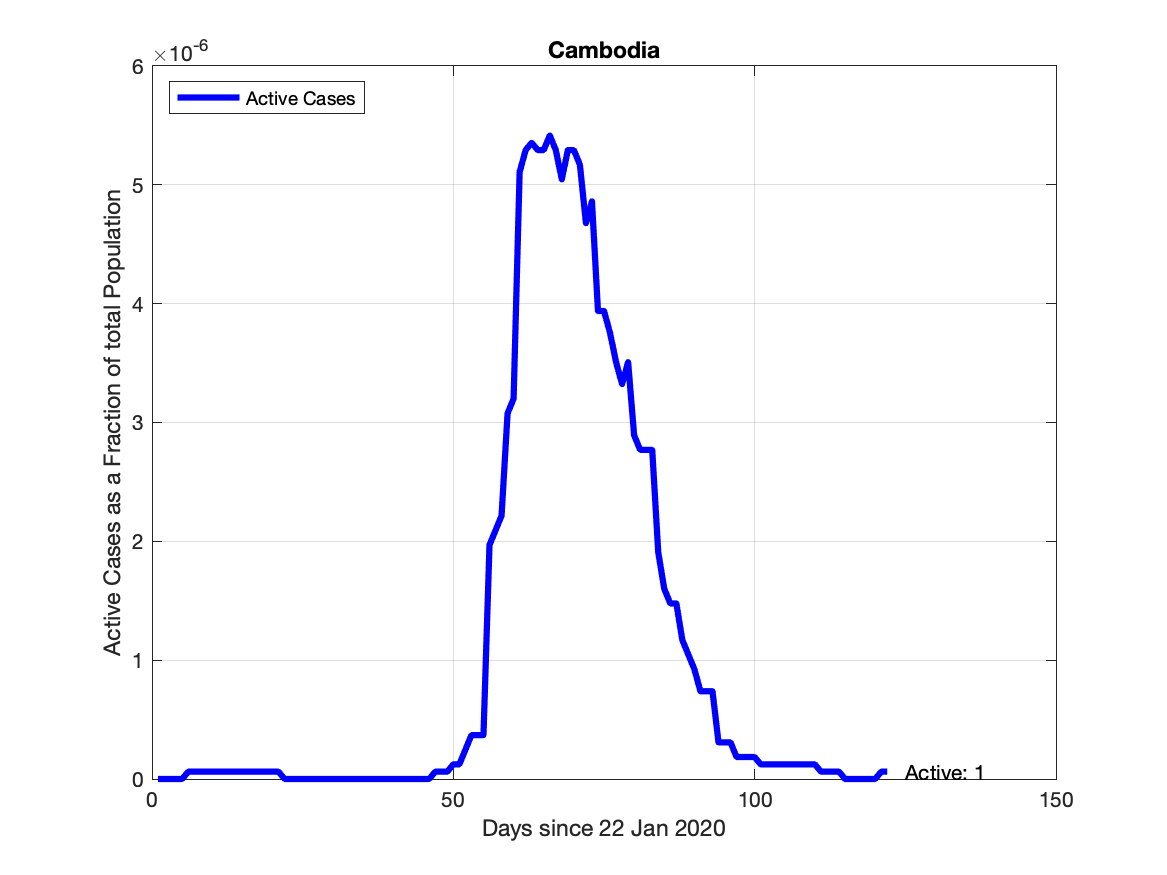 Cambodia
×10-6
Active Cases
6
5
4
3
2
1
0
Active Cases as a Fraction of total Population
Active: 1
0 50 100 150
Days since 22 Jan 2020